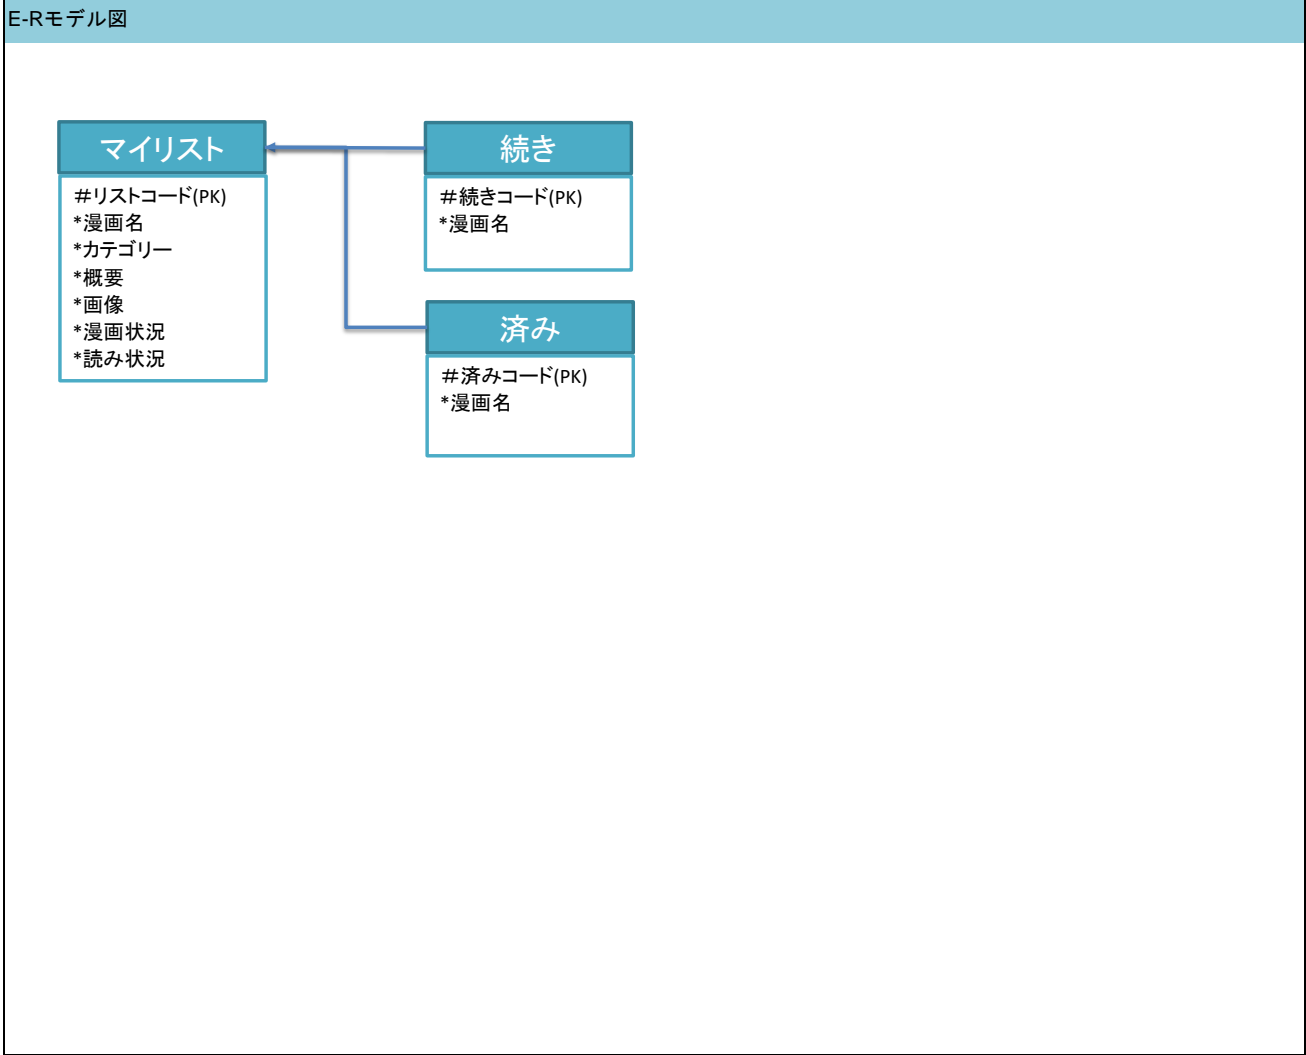 E-Rモデル図
マイリスト
＃リストコード(PK)
*漫画名
*カテゴリー
*概要
*画像
*漫画状況
*読み状況
続き
＃続きコード(PK)
*漫画名
済み
＃済みコード(PK)
*漫画名